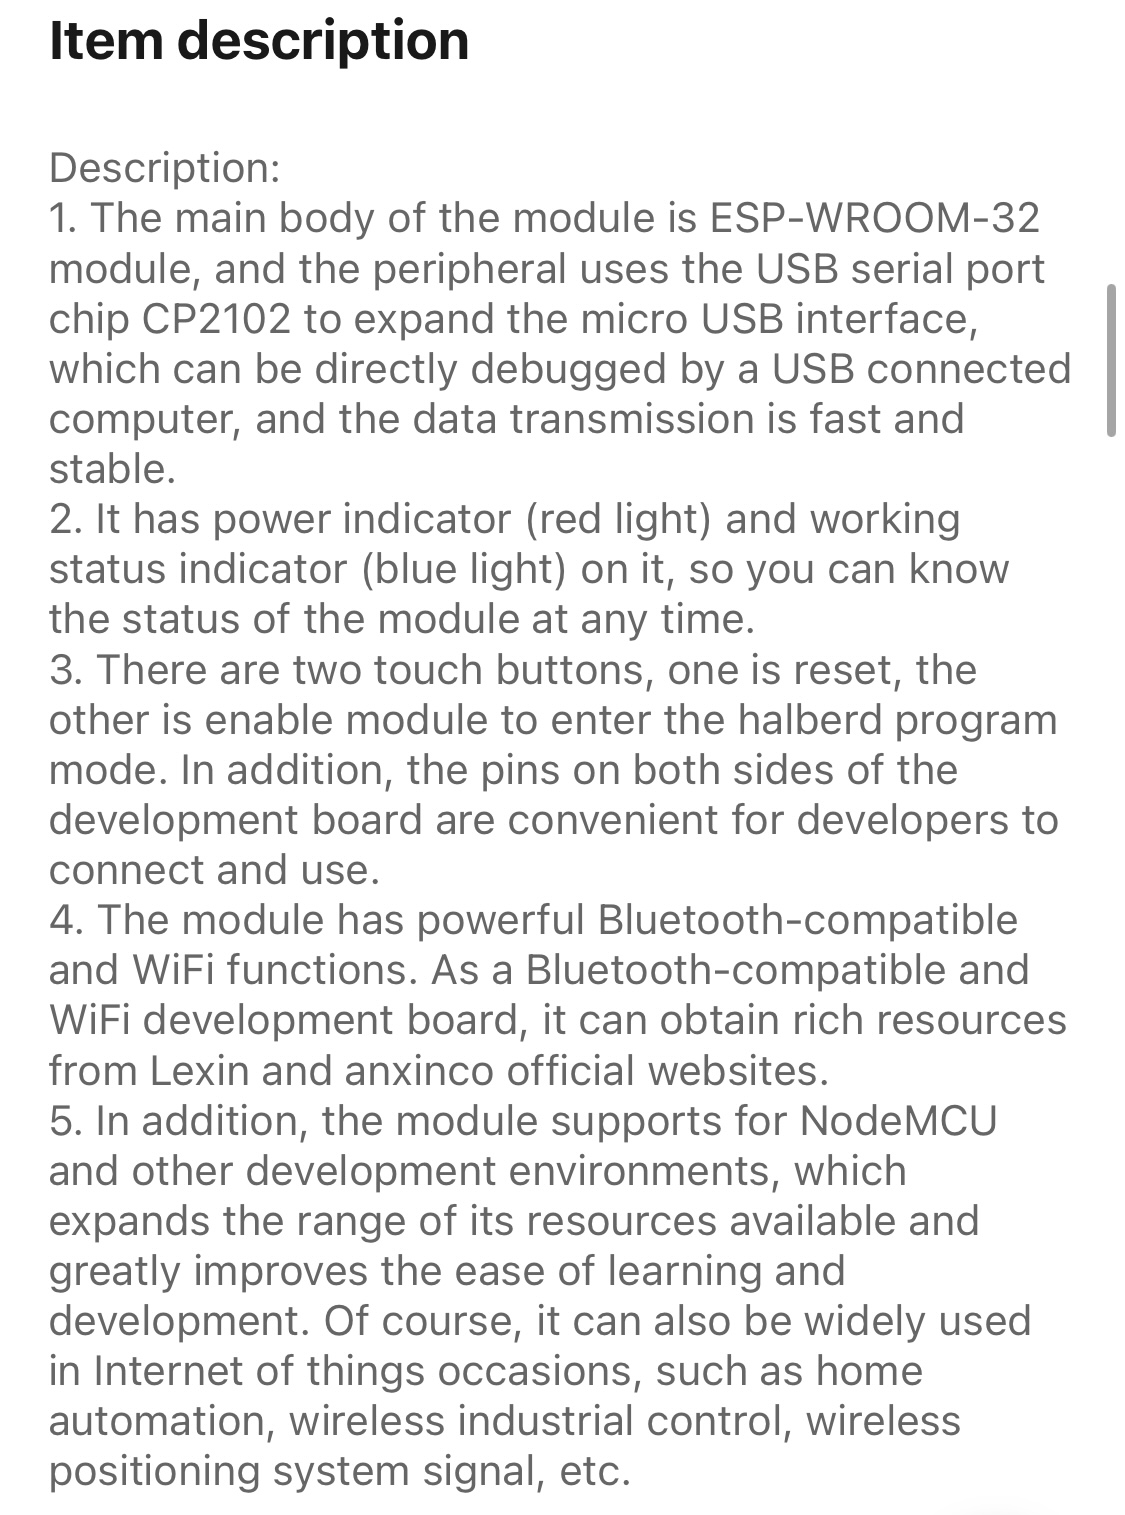 Item description
Description:
1. The main body of the module is ESP-WROOM-32
module, and the peripheral uses the USB serial port
chip CP2102 to expand the micro USB interface,
which can be directly debugged by a USB connected
computer, and the data transmission is fast and
stable.
2. It has power indicator (red light) and working
status indicator (blue light) on it, so you can know
the status of the module at any time.
3. There are two touch buttons, one is reset, the
other is enable module to enter the halberd program
mode. In addition, the pins on both sides of the
development board are convenient for developers to
connect and use.
4. The module has powerful Bluetooth-compatible
and WiFi functions. As a Bluetooth-compatible and
WiFi development board, it can obtain rich resources
from Lexin and anxinco official websites.
5. In addition, the module supports for NodeMCU
and other development environments, which
expands the range of its resources available and
greatly improves the ease of learning and
development. Of course, it can also be widely used
in Internet of things occasions, such as home
automation, wireless industrial control, wireless
positioning system signal, etc.